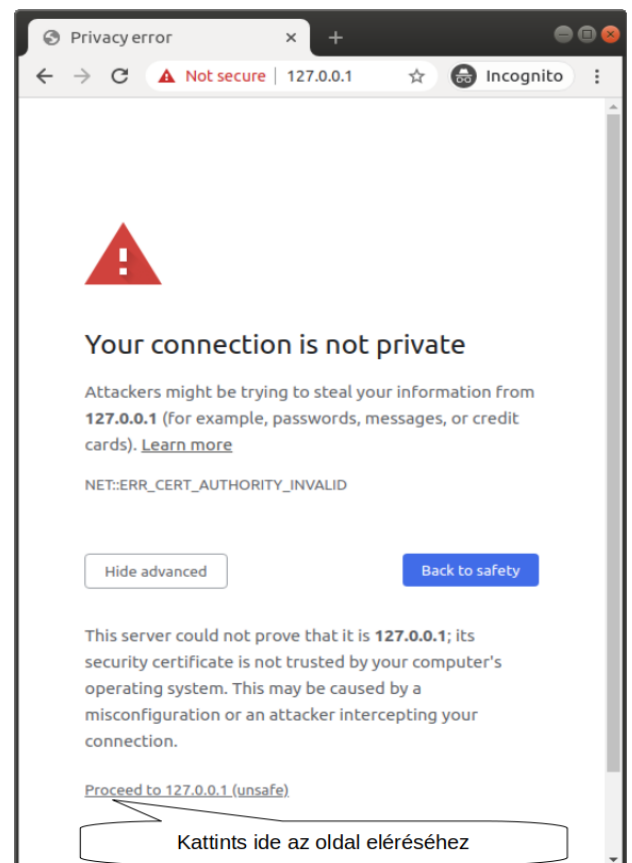 Privacy error
Not secure 127.0.0.1 Incognito
Your connection is not private
Attackers might be trying to steal your information from
127.0.0.1 (for example, passwords, messages, or credit
cards). Learn more
NET::ERR_CERT_AUTHORITY_INVALID
Hide advanced Back to safety
This server could not prove that it is 127.0.0.1; its
security certificate is not trusted by your computer's
operating system. This may be caused by a
misconfiguration or an attacker intercepting your
connection.
Proceed to 127.0.0.1 (unsafe)
Kattints ide az oldal eléréséhez